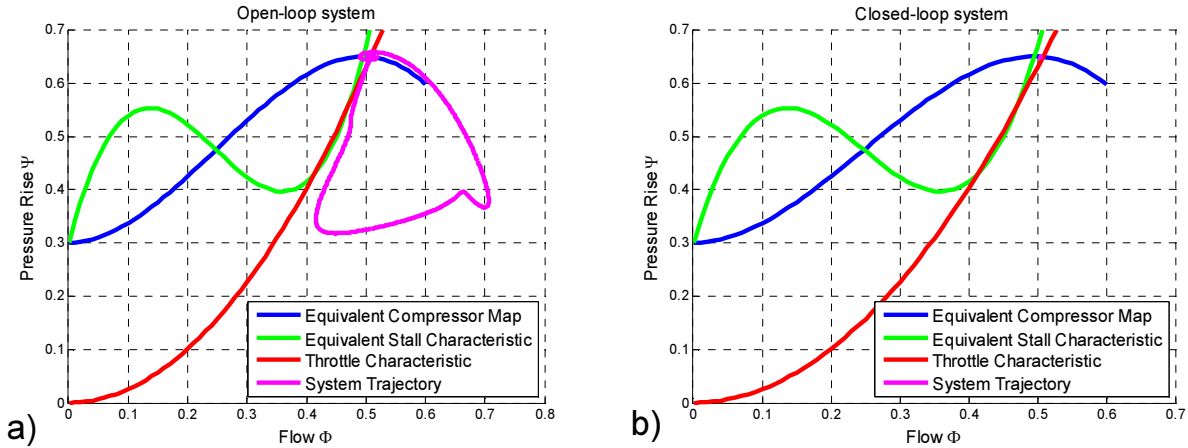 Open-loop system
0.7
0.6
0.5
0.4
0.3
0.2
0.1
0
Pressure Rise Ψ
Equivalent Compressor Map
Equivalent Stall Characteristic
Throttle Characteristic
System Trajectory
0 0.1 0.2 0.3 0.4 0.5 0.6 0.7 0.8
Flow Φ
a)
Closed-loop system
0.7
0.6
0.5
0.4
0.3
0.2
0.1
0
Pressure Rise Ψ
Equivalent Compressor Map
Equivalent Stall Characteristic
Throttle Characteristic
System Trajectory
0 0.1 0.2 0.3 0.4 0.5 0.6 0.7 0.8
Flow Φ
b)